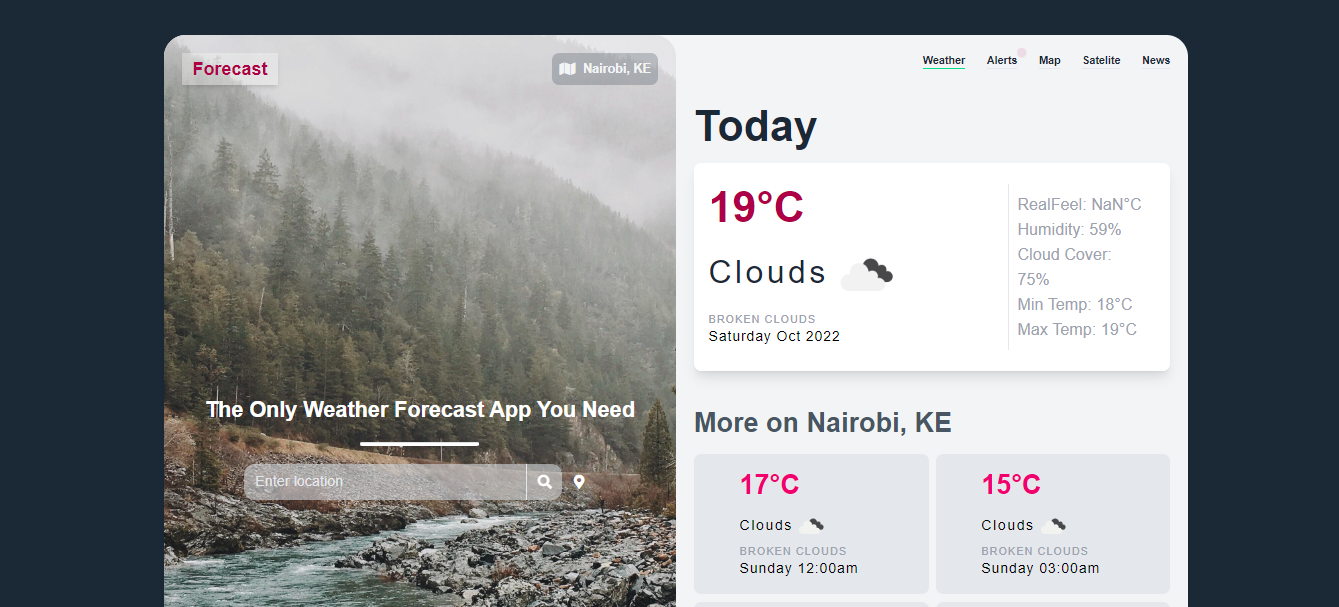 Forecast
Nairobi, KE
The Only Weather Forecast App You Need
Enter location
Weather
Alerts
Map
Satelite
News
Today
19°C
Clouds
BROKEN CLOUDS
Saturday Oct 2022
RealFeel: NaN°C
Humidity: 59%
Cloud Cover:
75%
Min Temp: 18°C
Max Temp: 19°C
More on Nairobi, KE
17°C
Clouds
BROKEN CLOUDS
Sunday 12:00am
15°C
Clouds
BROKEN CLOUDS
Sunday 03:00am